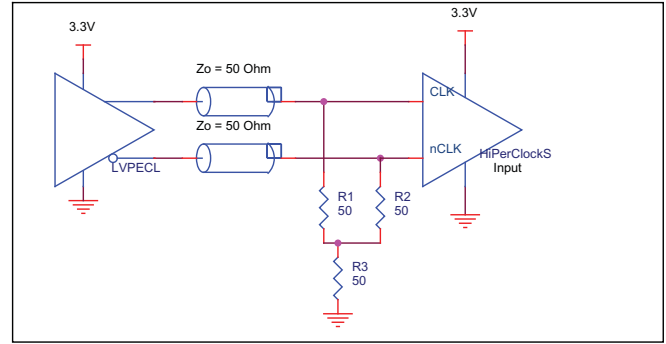 3.3V
3.3V
Zo = 50 Ohm
CLK
Zo = 50 Ohm
nCLK
HiPerClockS
LVPECL
Input
R1
50
R2
50
R3
50